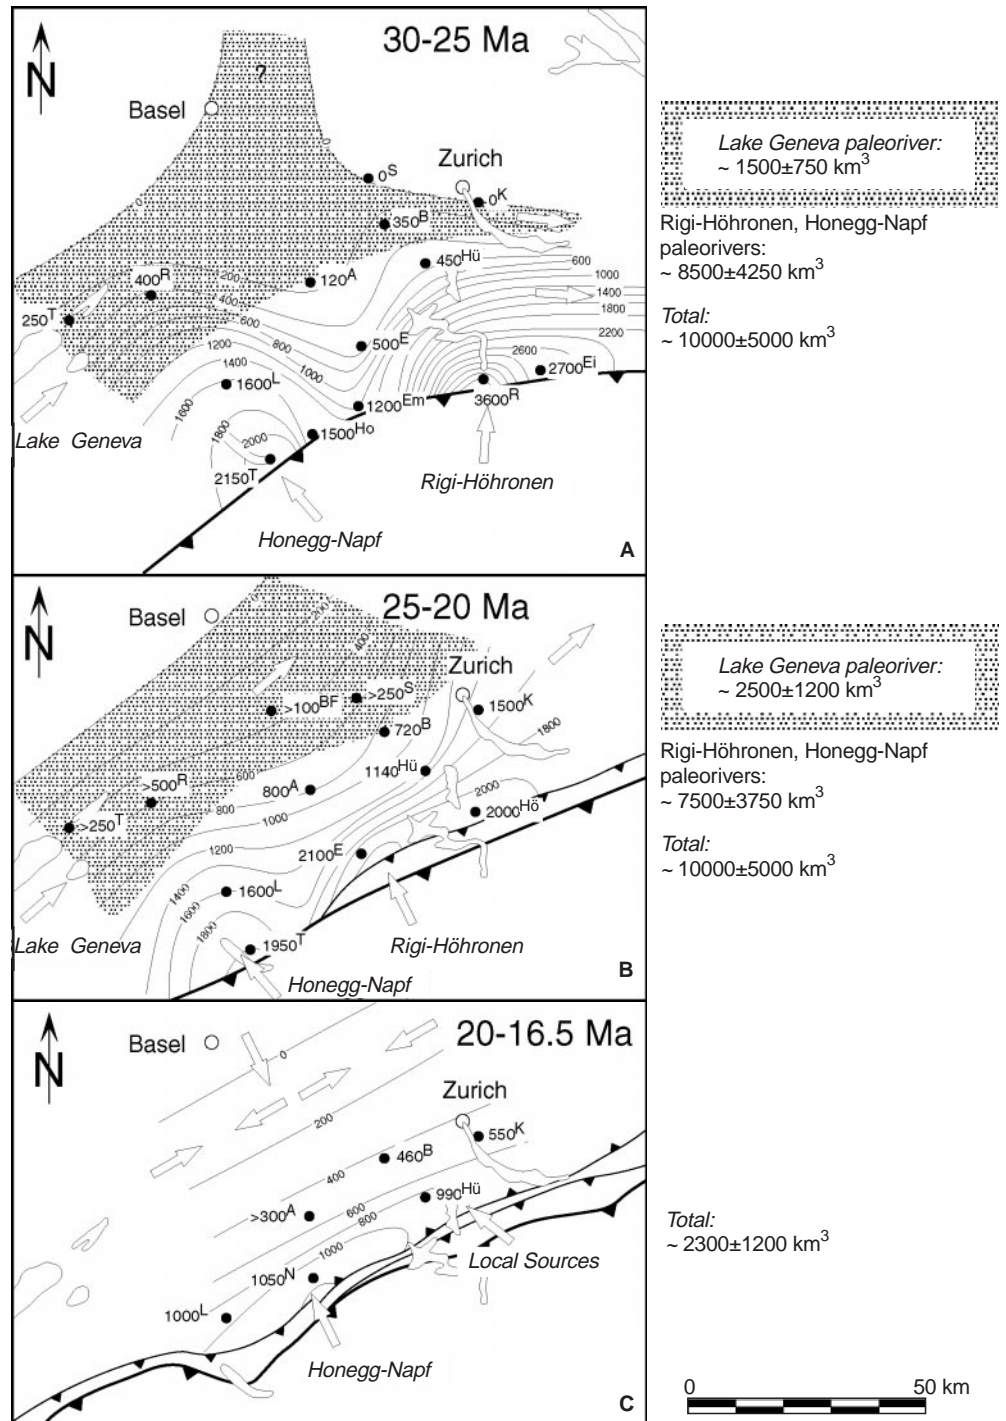 30-25 Ma
N
?
Basel
Zurich
0S
0K
0
350B
450Hü
600
1000
1400
1800
2200
2600
400R
200
120A
250T
400
600
800
1000
1200
1400
1600
500E
1600L
2700Ei
3600R
1200Em
1500Ho
1800
2000
2150T
Lake Geneva
Rigi-Höhronen
Honegg-Napf
A
Lake Geneva paleoriver:
~ 1500±750 km3
Rigi-Höhronen, Honegg-Napf
paleorivers:
~ 8500±4250 km3
Total:
~ 10000±5000 km3
25-20 Ma
N
Basel
0
200
400
Zurich
>250S
>100BF
1500K
720B
1800
1140Hü
600
>500R
800A
800
2000
2000Hö
>250T
1000
1200
2100E
1400
1600L
1600
1800
1950T
Lake Geneva
Rigi-Höhronen
Honegg-Napf
B
Lake Geneva paleoriver:
~ 2500±1200 km3
Rigi-Höhronen, Honegg-Napf
paleorivers:
~ 7500±3750 km3
Total:
~ 10000±5000 km3
20-16.5 Ma
N
Basel
0
Zurich
200
550K
460B
400
990Hü
600
>300A
800
1000
Local Sources
1050N
1000L
Honegg-Napf
C
Total:
~ 2300±1200 km3
0
50 km